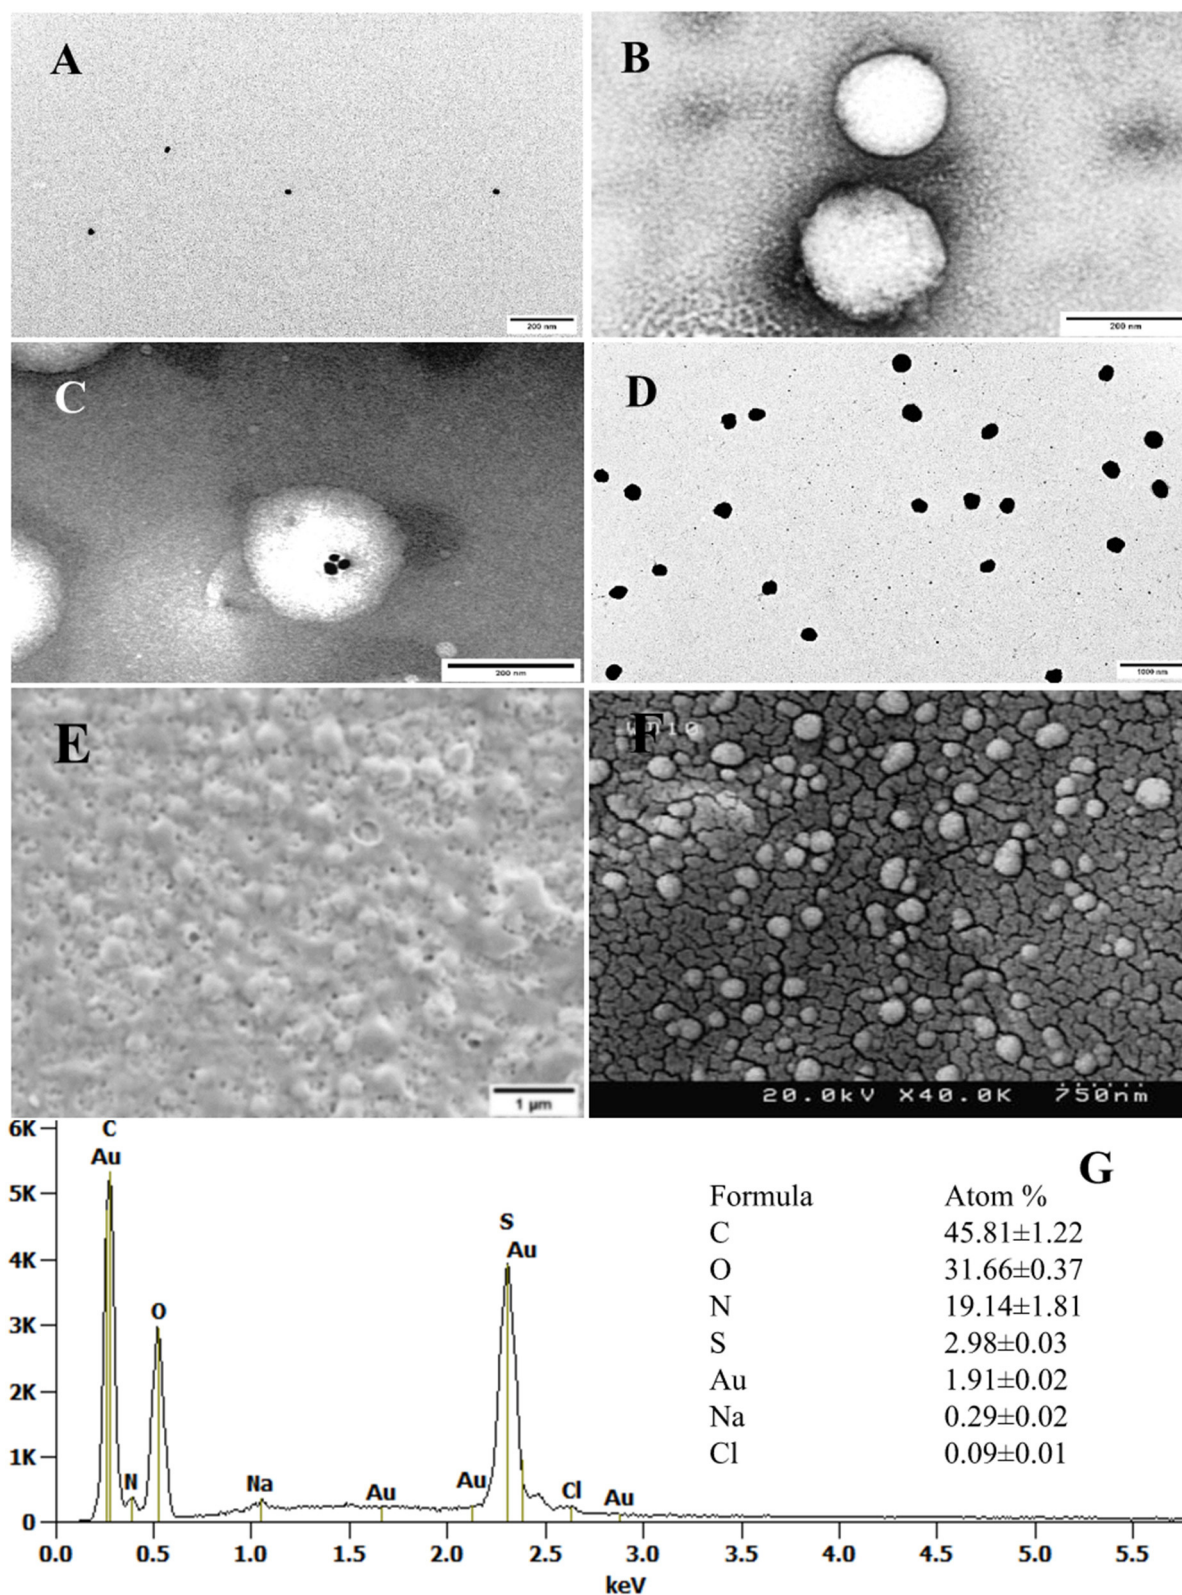 A
200 nm
B
200 nm
C
200 nm
D
1000 nm
E
1 µm
F
20.0kV X40.0K 750nm
G
6K
5K
4K
3K
2K
1K
0
C
Au
N
O
Na
Au
Au
S
Au
Cl
Au
0.0 0.5 1.0 1.5 2.0 2.5 3.0 3.5 4.0 4.5 5.0 5.5
keV
Formula Atom %
C 45.81±1.22
O 31.66±0.37
N 19.14±1.81
S 2.98±0.03
Au 1.91±0.02
Na 0.29±0.02
Cl 0.09±0.01